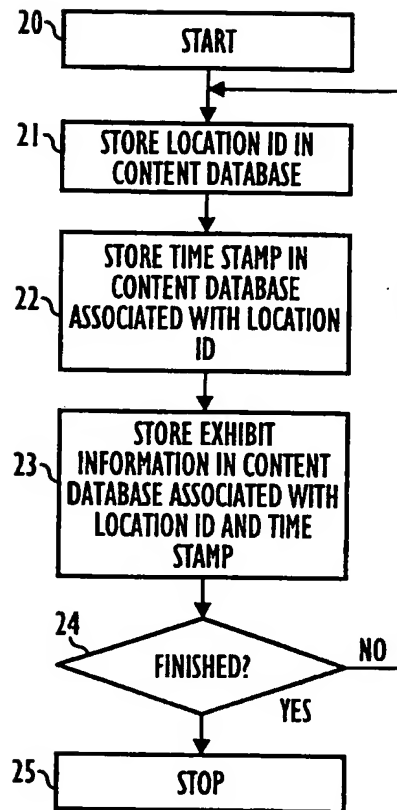 20
START
21
STORE LOCATION ID IN
CONTENT DATABASE
22
STORE TIME STAMP IN
CONTENT DATABASE
ASSOCIATED WITH LOCATION
ID
23
STORE EXHIBIT
INFORMATION IN CONTENT
DATABASE ASSOCIATED WITH
LOCATION ID AND TIME
STAMP
24
FINISHED?
NO
YES
25
STOP